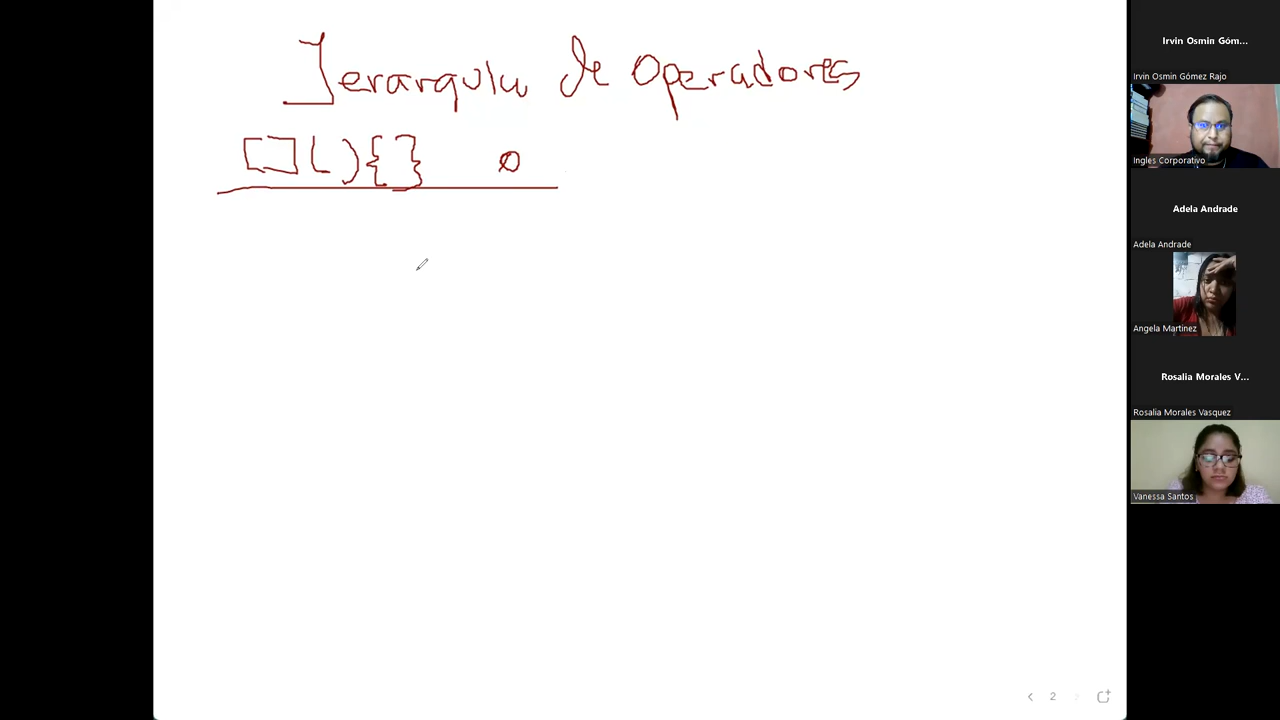 Jerarquia de Operadores
[ ] ( ) { } 0
Irvin Osmin Góm...
Irvin Osmin Gómez Rajo
Ingles Corporativo
Adela Andrade
Adela Andrade
Angela Martinez
Rosalia Morales V...
Rosalia Morales Vasquez
Vanessa Santos
2